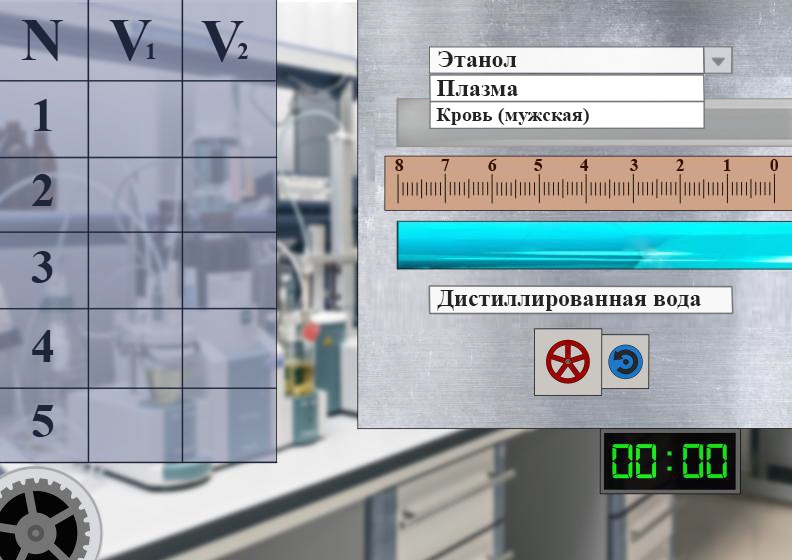 N V1 V2
1
2
3
4
5
Этанол
Плазма
Кровь (мужская)
8 7 6 5 4 3 2 1 0
Дистиллированная вода
00:00